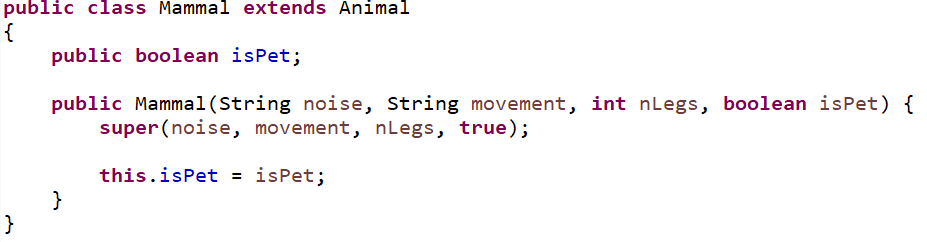 public class Mammal extends Animal
{
    public boolean isPet;

    public Mammal(String noise, String movement, int nLegs, boolean isPet) {
        super(noise, movement, nLegs, true);

        this.isPet = isPet;
    }
}